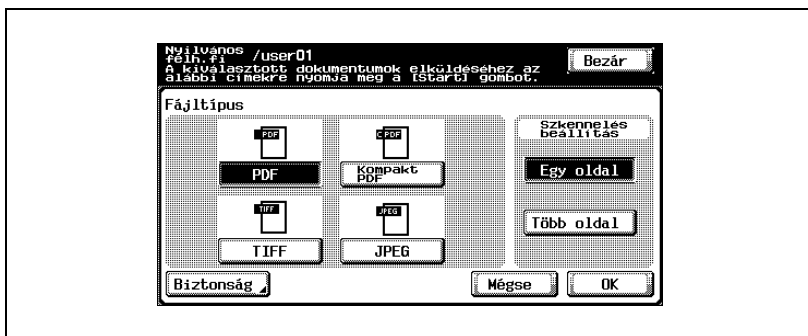 Nyilvános
félh.fi /user01
A kiválasztott dokumentumok elküldéséhez az
alábbi címekre nyomja meg a [Start] gombot.
Bezár
Fájltípus
PDF
C PDF
PDF
Kompakt
PDF
TIFF
JPEG
TIFF
JPEG
Szkennelés
beállítás
Egy oldal
Több oldal
Biztonság
Mégse
OK